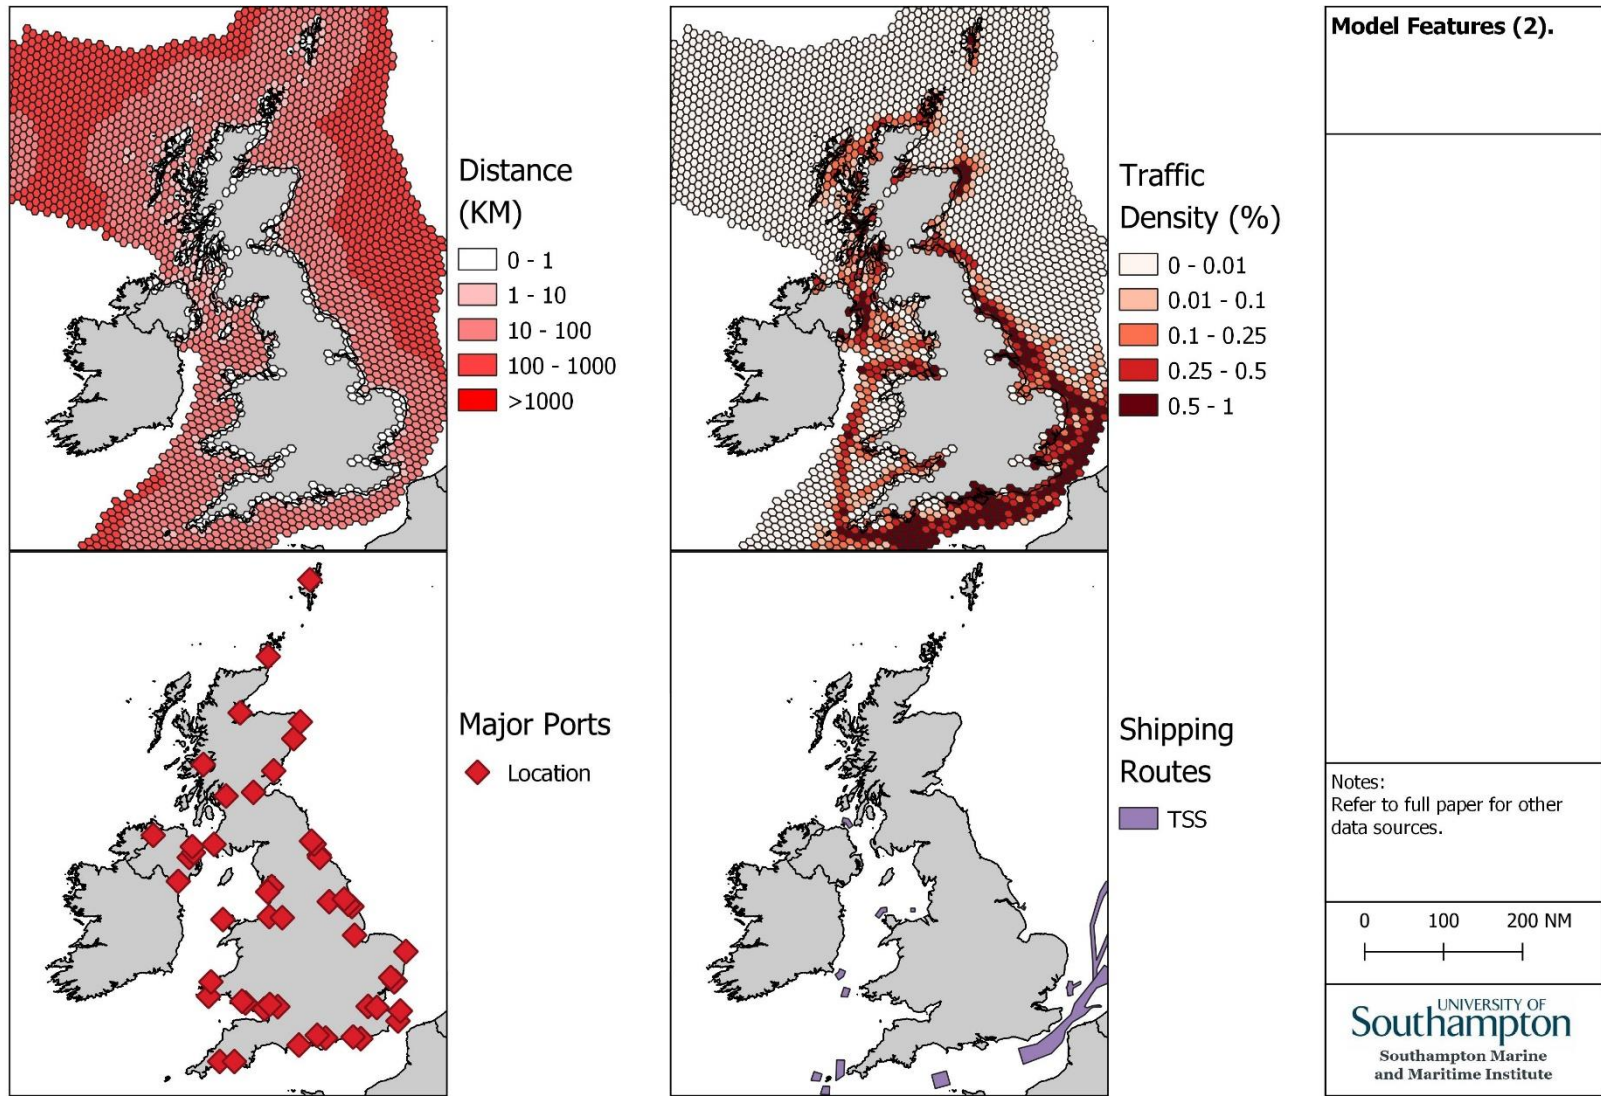 Distance
(KM)
0 - 1
1 - 10
10 - 100
100 - 1000
>1000
Traffic
Density (%)
0 - 0.01
0.01 - 0.1
0.1 - 0.25
0.25 - 0.5
0.5 - 1
Major Ports
Location
Shipping
Routes
TSS
Model Features (2).
Notes:
Refer to full paper for other
data sources.
0 100 200 NM
UNIVERSITY OF
Southampton
Southampton Marine
and Maritime Institute